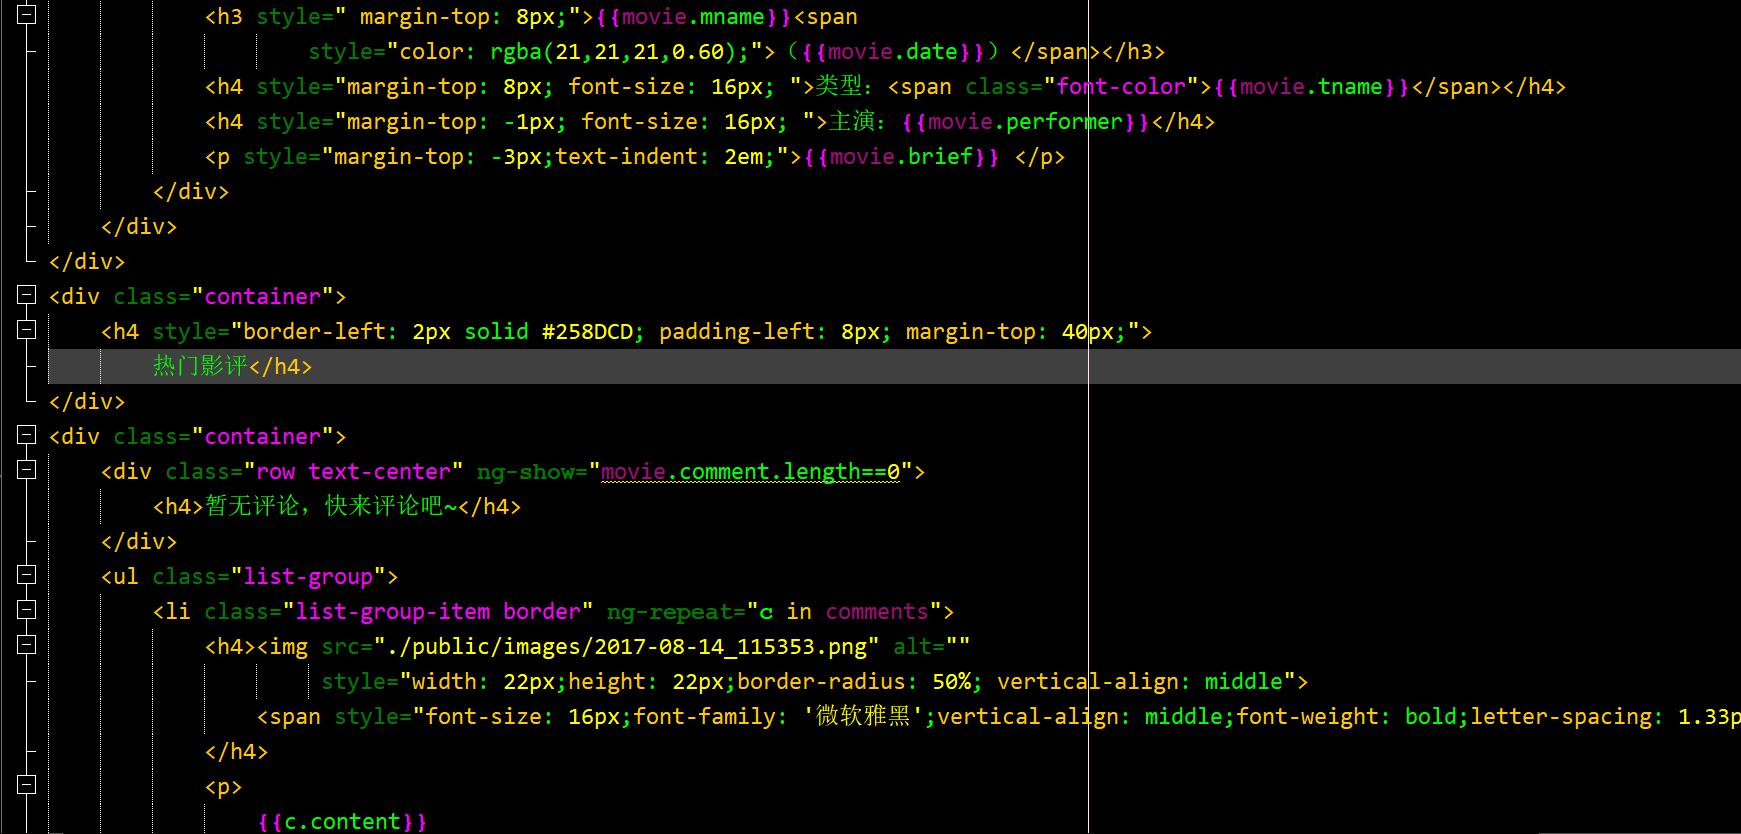 <h3 style=" margin-top: 8px;">{{movie.mname}}<span
style="color: rgba(21,21,21,0.60);">（{{movie.date}}）</span></h3>
<h4 style="margin-top: 8px; font-size: 16px; ">类型：<span class="font-color">{{movie.tname}}</span></h4>
<h4 style="margin-top: -1px; font-size: 16px; ">主演：{{movie.performer}}</h4>
<p style="margin-top: -3px;text-indent: 2em;">{{movie.brief}} </p>
</div>
</div>
</div>
<div class="container">
<h4 style="border-left: 2px solid #258DCD; padding-left: 8px; margin-top: 40px;">
热门影评</h4>
</div>
<div class="container">
<div class="row text-center" ng-show="movie.comment.length==0">
<h4>暂无评论，快来评论吧~</h4>
</div>
<ul class="list-group">
<li class="list-group-item border" ng-repeat="c in comments">
<h4><img src="./public/images/2017-08-14_115353.png" alt=""
style="width: 22px;height: 22px;border-radius: 50%; vertical-align: middle">
<span style="font-size: 16px;font-family: '微软雅黑';vertical-align: middle;font-weight: bold;letter-spacing: 1.33p
</h4>
<p>
{{c.content}}